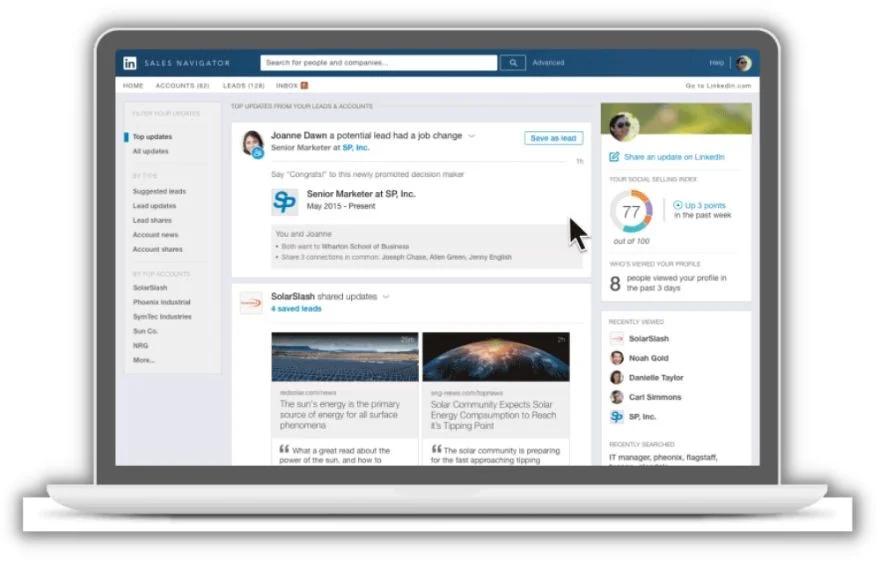 in SALES NAVIGATOR
Search for people and companies...
Advanced
Help
HOME ACCOUNTS (62) LEADS (128) INBOX
Go to LinkedIn.com
FILTER YOUR UPDATES
Top updates
All updates
BY TYPE
Suggested leads
Lead updates
Lead shares
Account news
Account shares
BY TOP ACCOUNTS
SolarSlash
Phoenix Industrial
SymTec Industries
Sun Co.
NRG
More...
TOP UPDATES FROM YOUR LEADS & ACCOUNTS
Joanne Dawn a potential lead had a job change
Save as lead
Senior Marketer at SP, Inc.
1h
Say "Congrats!" to this newly promoted decision maker
SP
Senior Marketer at SP, Inc.
May 2015 - Present
You and Joanne
• Both went to Wharton School of Business
• Share 3 connections in common: Joseph Chase, Allen Green, Jenny English
SolarSlash shared updates
4 saved leads
25m
redsolar.com/news
The sun's energy is the primary
source of energy for all surface
phenomena
What a great read about the
power of the sun, and how to
2h
eng-news.com/topnews
Solar Community Expects Solar
Energy Compsumption to Reach
it's Tipping Point
The solar community is preparing
for the fast approaching tipping
Share an update on LinkedIn
YOUR SOCIAL SELLING INDEX
77
out of 100
Up 3 points
in the past week
WHO'S VIEWED YOUR PROFILE
8 people viewed your profile in
the past 3 days
RECENTLY VIEWED
SolarSlash
Noah Gold
Danielle Taylor
Carl Simmons
SP, Inc.
RECENTLY SEARCHED
IT manager, pheonix, flagstaff,